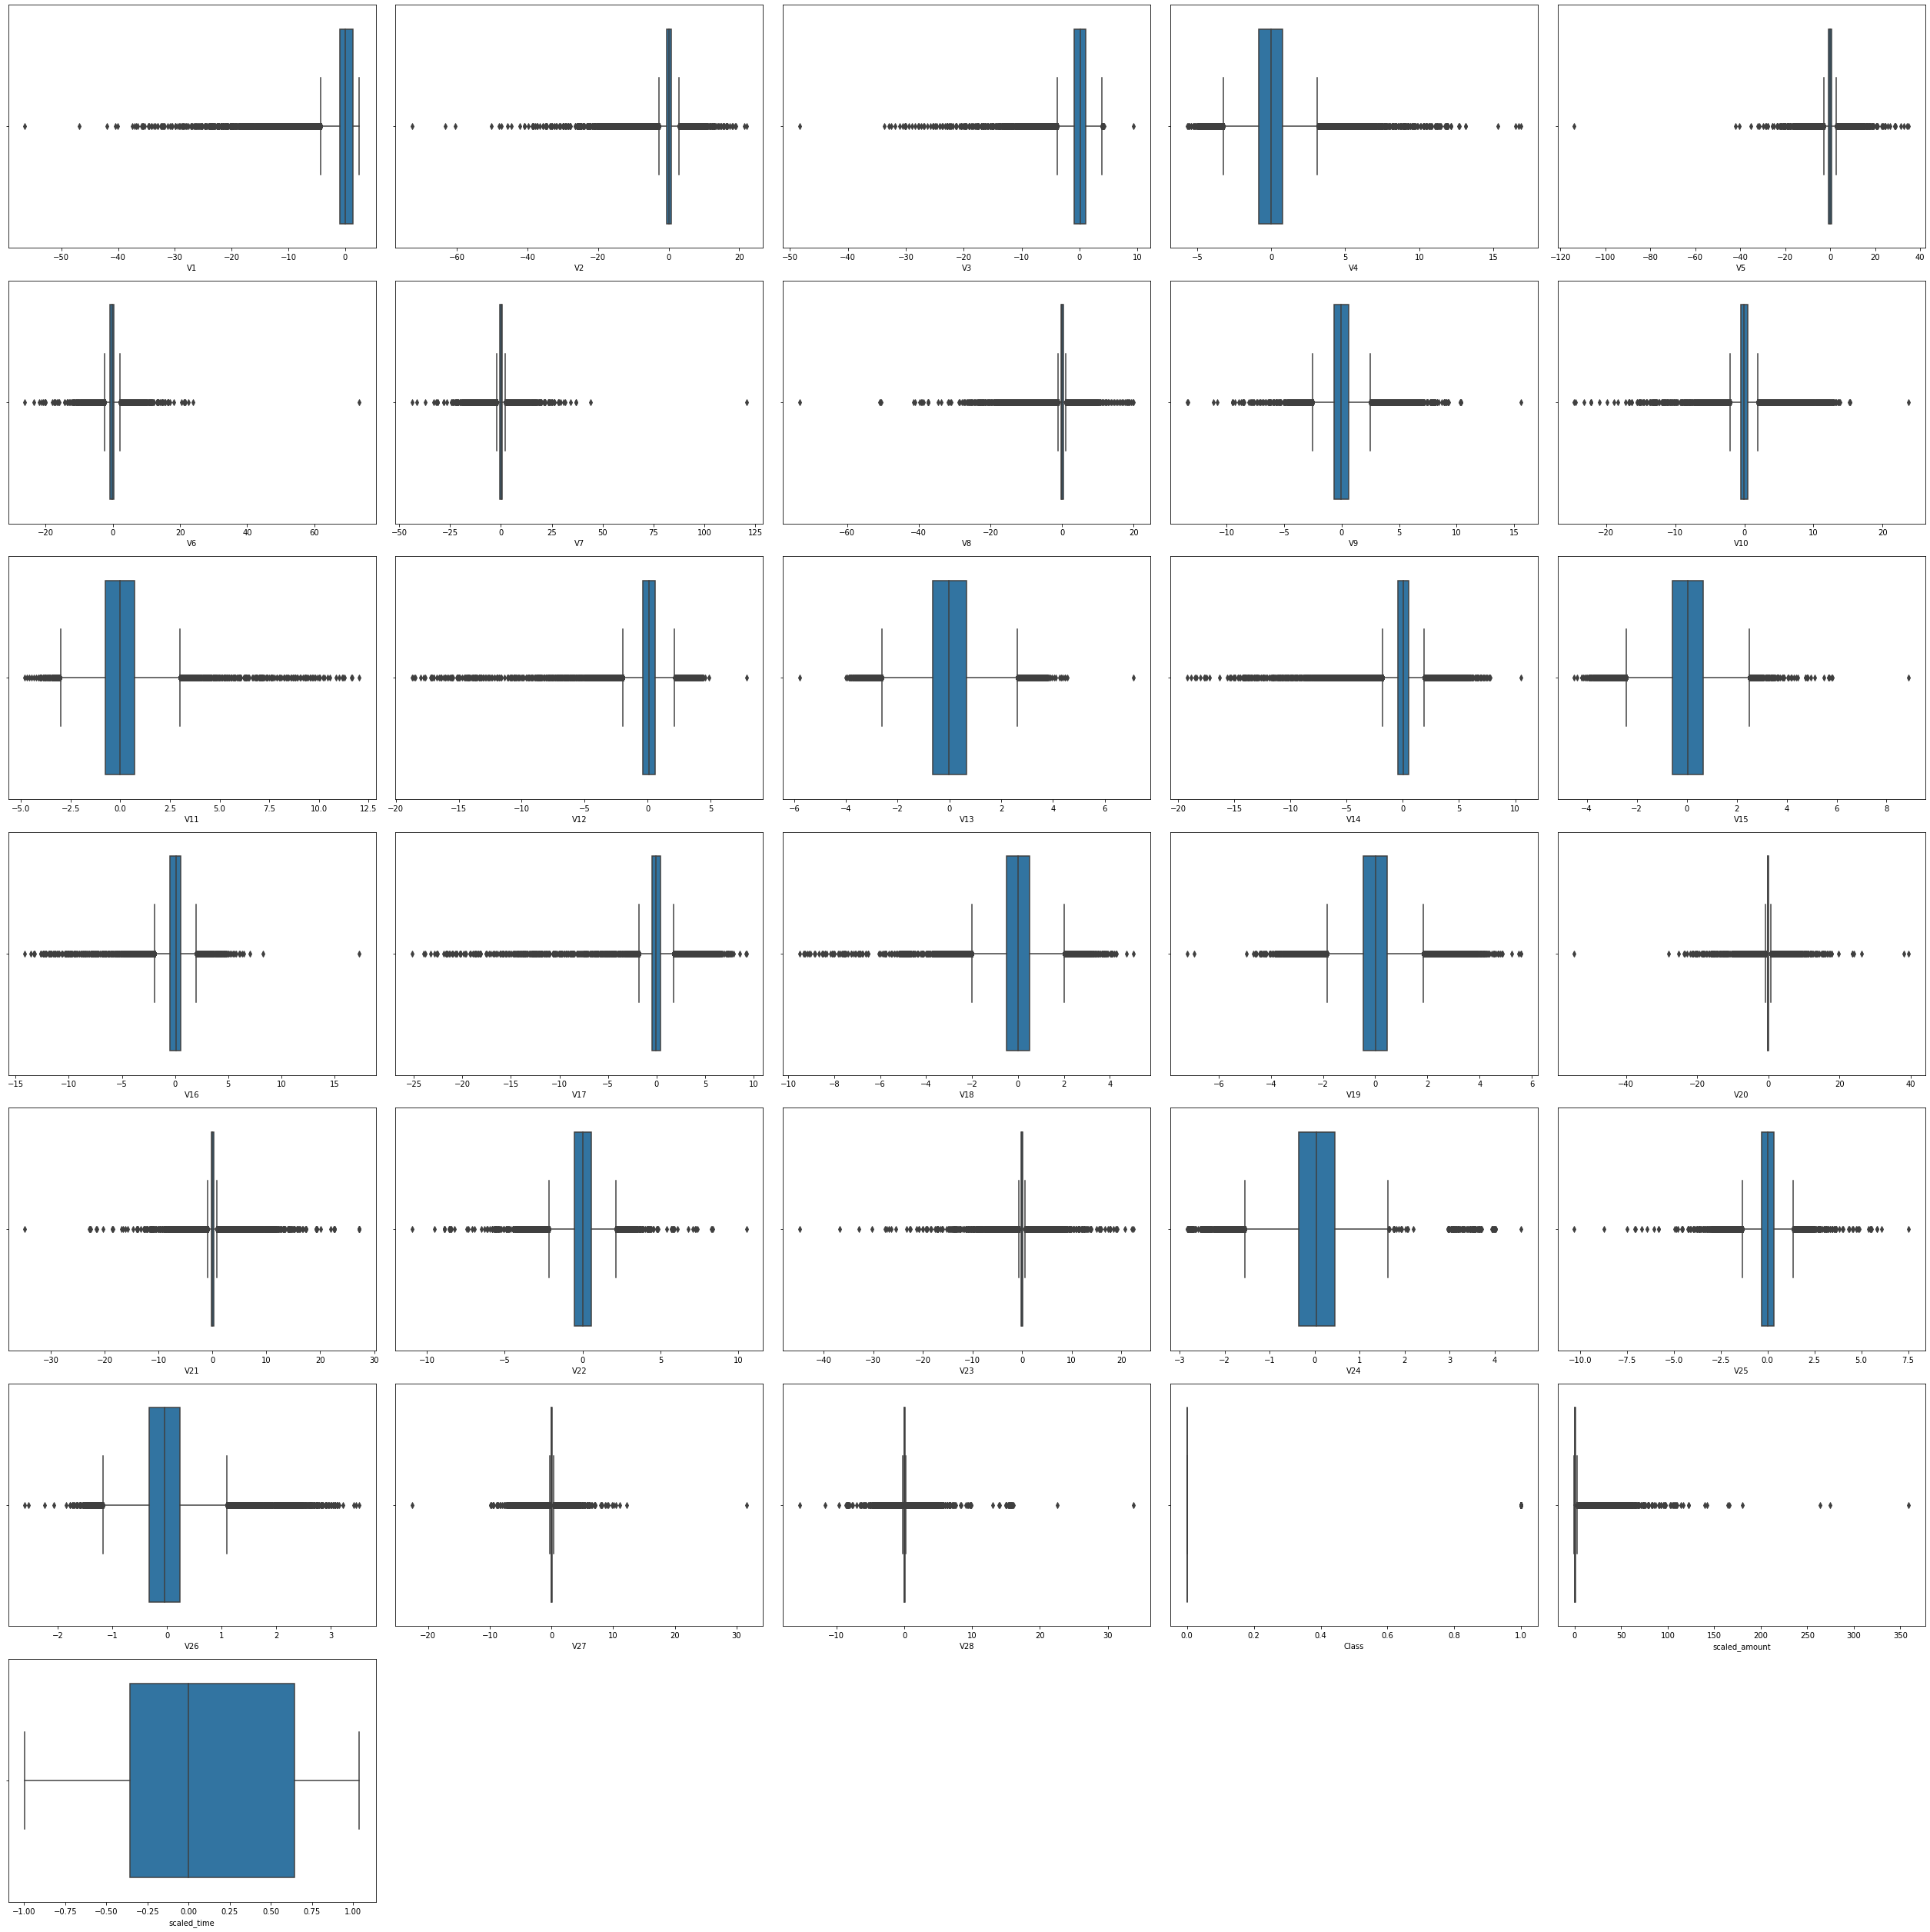 −50 −40 −30 −20 −10 0
V1
−60 −40 −20 0 20
V2
−50 −40 −30 −20 −10 0 10
V3
−5 0 5 10 15
V4
−120 −100 −80 −60 −40 −20 0 20 40
V5
−20 0 20 40 60
V6
−50 −25 0 25 50 75 100 125
V7
−60 −40 −20 0 20
V8
−10 −5 0 5 10 15
V9
−20 −10 0 10 20
V10
−5.0 −2.5 0.0 2.5 5.0 7.5 10.0 12.5
V11
−20 −15 −10 −5 0 5
V12
−6 −4 −2 0 2 4 6
V13
−20 −15 −10 −5 0 5 10
V14
−4 −2 0 2 4 6 8
V15
−15 −10 −5 0 5 10 15
V16
−25 −20 −15 −10 −5 0 5 10
V17
−10 −8 −6 −4 −2 0 2 4
V18
−6 −4 −2 0 2 4 6
V19
−40 −20 0 20 40
V20
−30 −20 −10 0 10 20 30
V21
−10 −5 0 5 10
V22
−40 −30 −20 −10 0 10 20
V23
−3 −2 −1 0 1 2 3 4
V24
−10.0 −7.5 −5.0 −2.5 0.0 2.5 5.0 7.5
V25
−2 −1 0 1 2 3
V26
−20 −10 0 10 20 30
V27
−10 0 10 20 30
V28
0.0 0.2 0.4 0.6 0.8 1.0
Class
0 50 100 150 200 250 300 350
scaled_amount
−1.00 −0.75 −0.50 −0.25 0.00 0.25 0.50 0.75 1.00
scaled_time